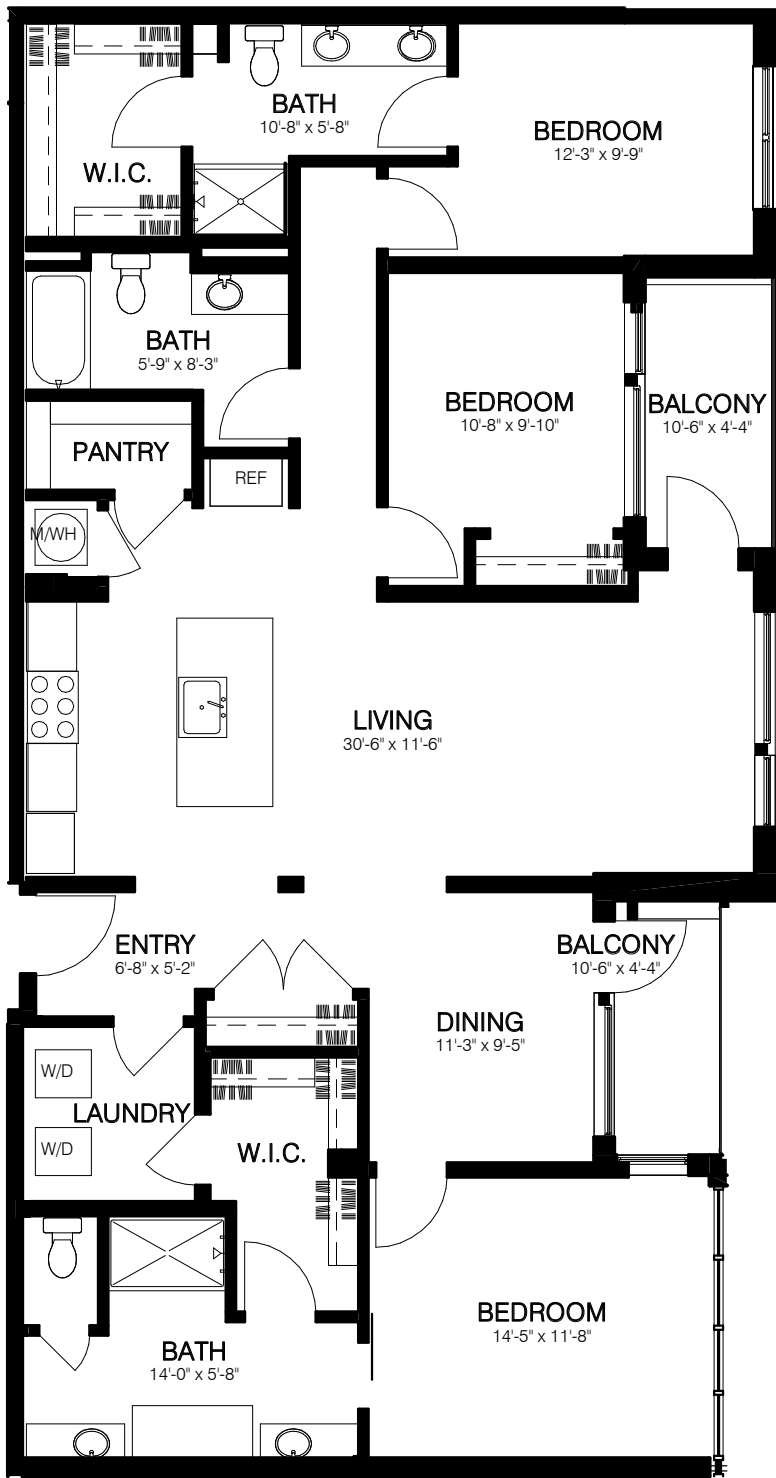 BATH
10'-8" x 5'-8"
BEDROOM
12'-3" x 9'-9"
W.I.C.
BATH
5'-9" x 8'-3"
BEDROOM
10'-8" x 9'-10"
BALCONY
10'-6" x 4'-4"
PANTRY
REF
M/WH
LIVING
30'-6" x 11'-6"
ENTRY
6'-8" x 5'-2"
BALCONY
10'-6" x 4'-4"
DINING
11'-3" x 9'-5"
W/D
LAUNDRY
W/D
W.I.C.
BEDROOM
14'-5" x 11'-8"
BATH
14'-0" x 5'-8"